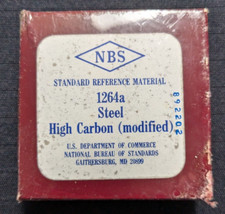 NBS
STANDARD REFERENCE MATERIAL
1264a
Steel
High Carbon (modified)
U.S. DEPARTMENT OF COMMERCE
NATIONAL BUREAU OF STANDARDS
GAITHERSBURG, MD 20899
892202